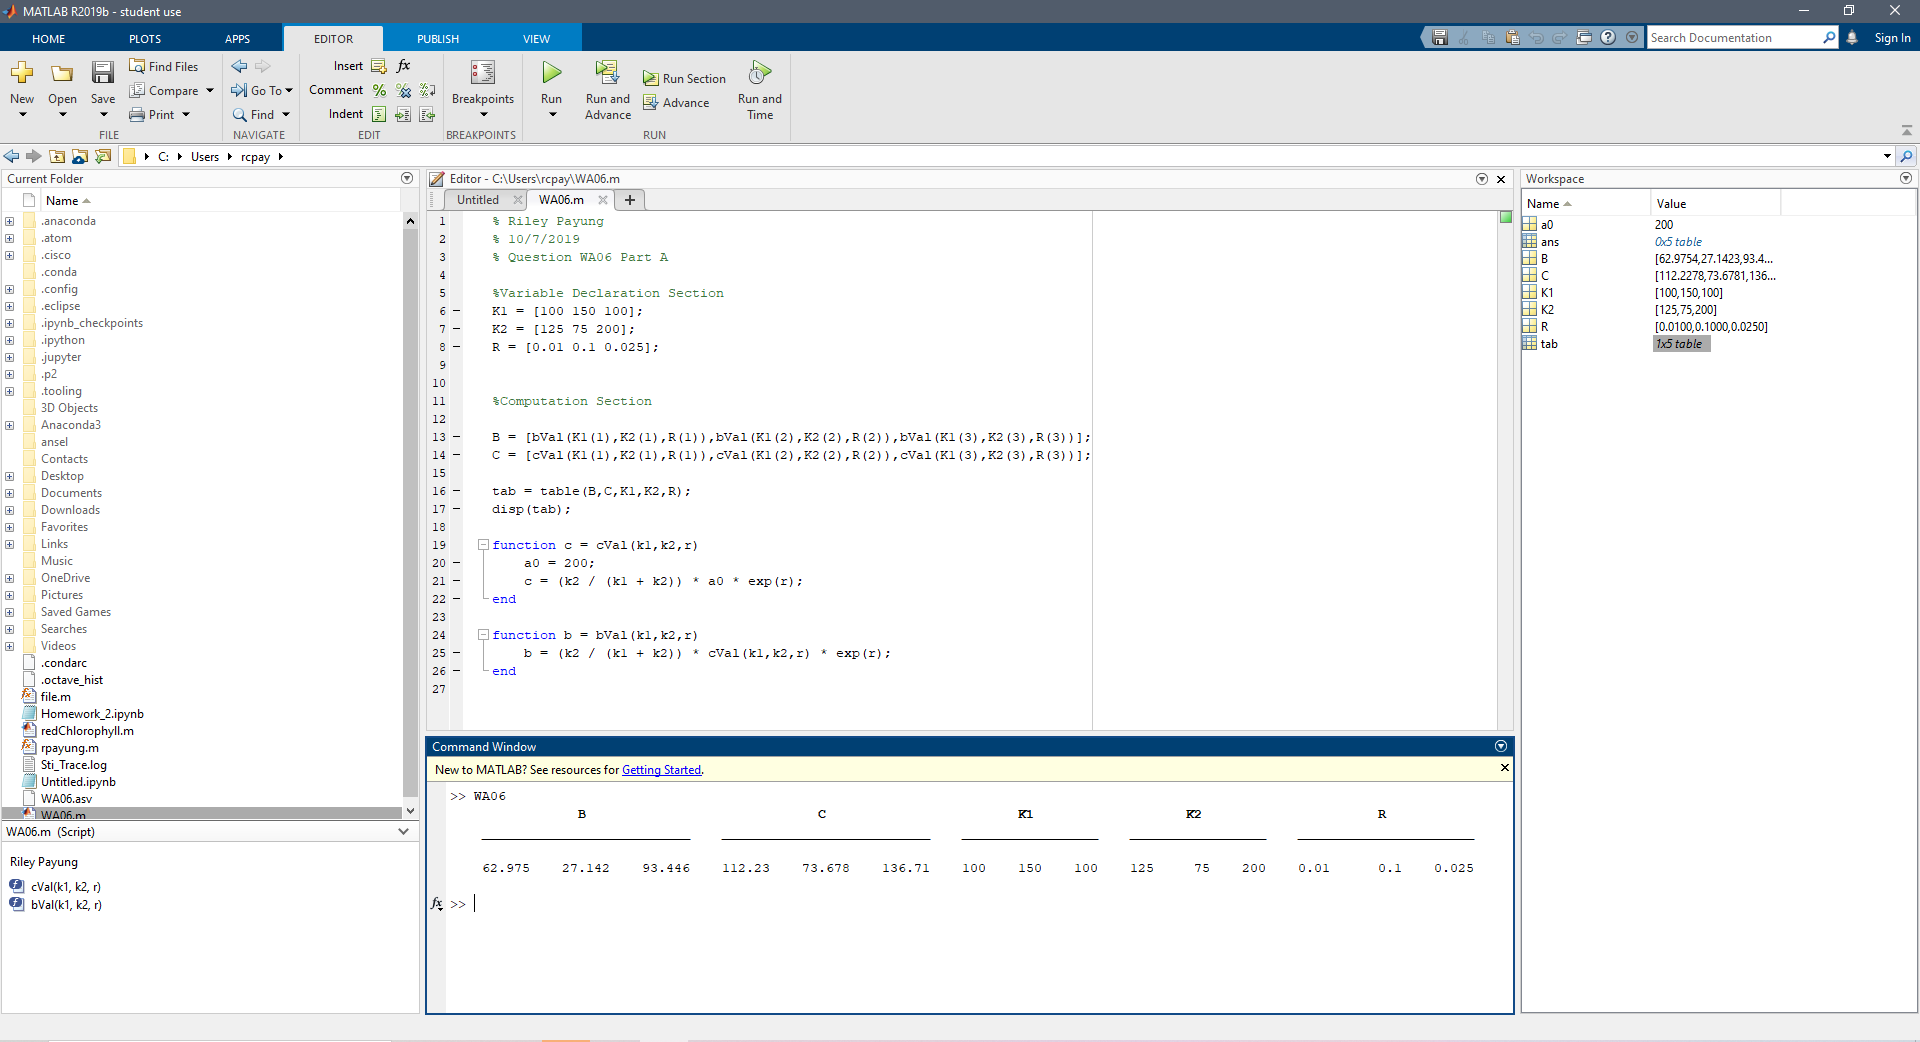 MATLAB R2019b - student use
HOME PLOTS APPS EDITOR PUBLISH VIEW
Search Documentation
Sign In
New
Open
Save
Find Files
Compare
Print
FILE
Go To
Find
NAVIGATE
Insert fx
Comment
Indent
EDIT
Breakpoints
BREAKPOINTS
Run
Run and Advance
Run Section
Advance
Run and Time
RUN
C: Users rcpay
Current Folder
Name
.anaconda
.atom
.cisco
.conda
.config
.eclipse
.ipynb_checkpoints
.ipython
.jupyter
.p2
.tooling
3D Objects
Anaconda3
ansel
Contacts
Desktop
Documents
Downloads
Favorites
Links
Music
OneDrive
Pictures
Saved Games
Searches
Videos
.condarc
.octave_hist
file.m
Homework_2.ipynb
redChlorophyll.m
rpayung.m
Sti_Trace.log
Untitled.ipynb
WA06.asv
WA06.m
WA06.m (Script)
Riley Payung
cVal(k1, k2, r)
bVal(k1, k2, r)
Editor - C:\Users\rcpay\WA06.m
Untitled WA06.m
1 % Riley Payung
2 % 10/7/2019
3 % Question WA06 Part A
4
5 %Variable Declaration Section
6 K1 = [100 150 100];
7 K2 = [125 75 200];
8 R = [0.01 0.1 0.025];
9
10
11 %Computation Section
12
13 B = [bVal(K1(1),K2(1),R(1)),bVal(K1(2),K2(2),R(2)),bVal(K1(3),K2(3),R(3))];
14 C = [cVal(K1(1),K2(1),R(1)),cVal(K1(2),K2(2),R(2)),cVal(K1(3),K2(3),R(3))];
15
16 tab = table(B,C,K1,K2,R);
17 disp(tab);
18
19 function c = cVal(k1,k2,r)
20 a0 = 200;
21 c = (k2 / (k1 + k2)) * a0 * exp(r);
22 end
23
24 function b = bVal(k1,k2,r)
25 b = (k2 / (k1 + k2)) * cVal(k1,k2,r) * exp(r);
26 end
27
Command Window
New to MATLAB? See resources for Getting Started.
>> WA06
B C K1 K2 R
62.975 27.142 93.446 112.23 73.678 136.71 100 150 100 125 75 200 0.01 0.1 0.025
fx >>
Workspace
Name Value
a0 200
ans 0x5 table
B [62.9754,27.1423,93.4...
C [112.2278,73.6781,136...
K1 [100,150,100]
K2 [125,75,200]
R [0.0100,0.1000,0.0250]
tab 1x5 table